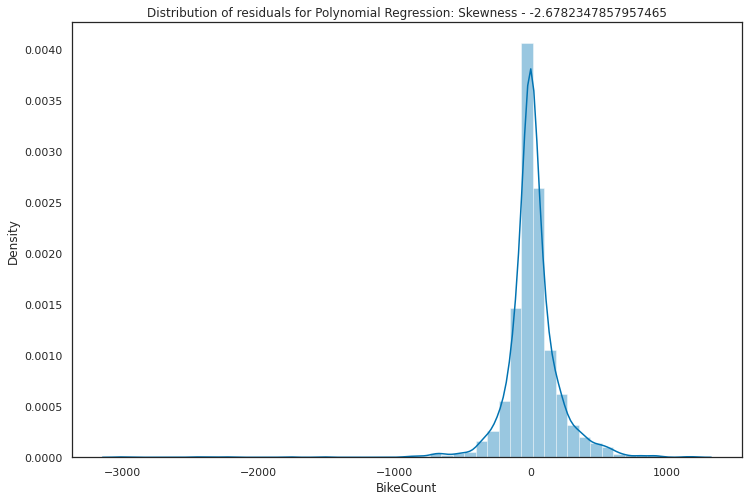 Distribution of residuals for Polynomial Regression: Skewness - -2.6782347857957465
0.0040
0.0035
0.0030
0.0025
0.0020
0.0015
0.0010
0.0005
0.0000
Density
−3000 −2000 −1000 0 1000
BikeCount